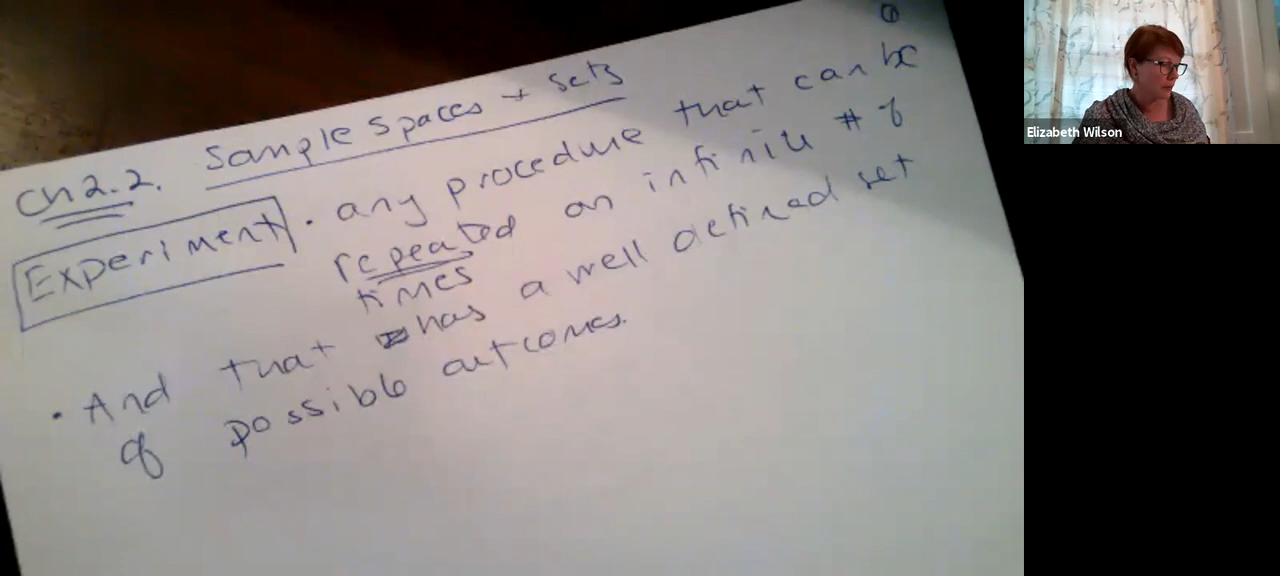 ①
Ch 2.2. Sample Spaces + Sets
Experiment • any procedure that can be
repeated an infinite # of
times
• And that has a well defined set
of possible outcomes.
Elizabeth Wilson